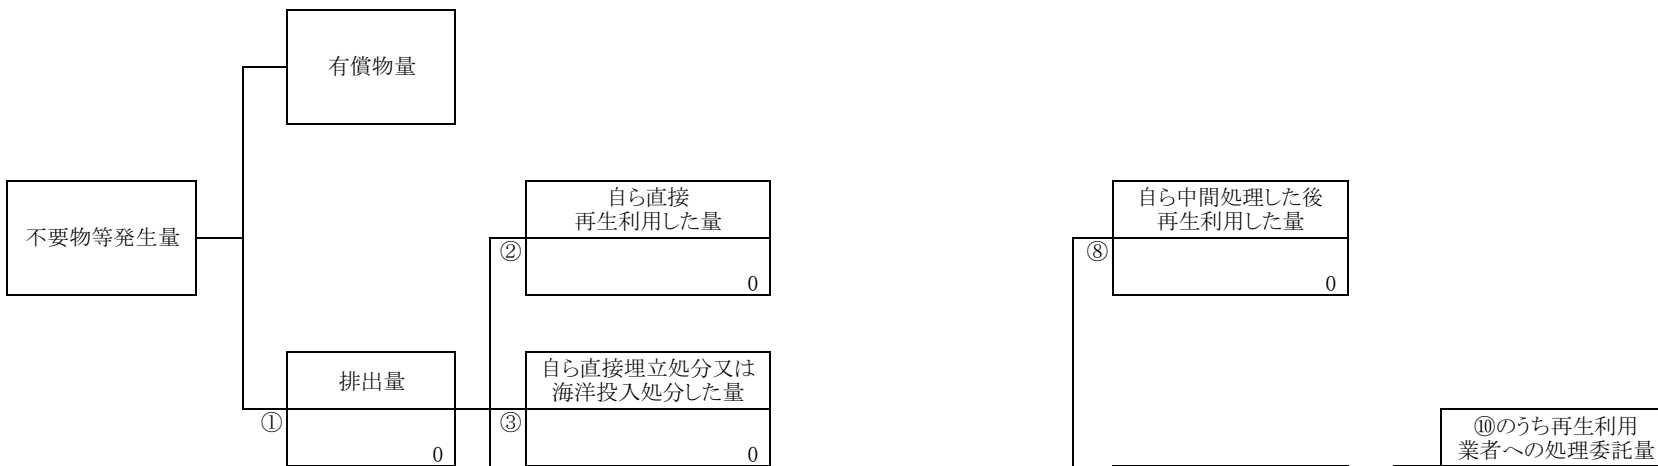 有償物量
不要物等発生量
自ら直接
再生利用した量
②
0
自ら中間処理した後
再生利用した量
⑧
0
排出量
①
0
自ら直接埋立処分又は
海洋投入処分した量
③
0
⑩のうち再生利用
業者への処理委託量